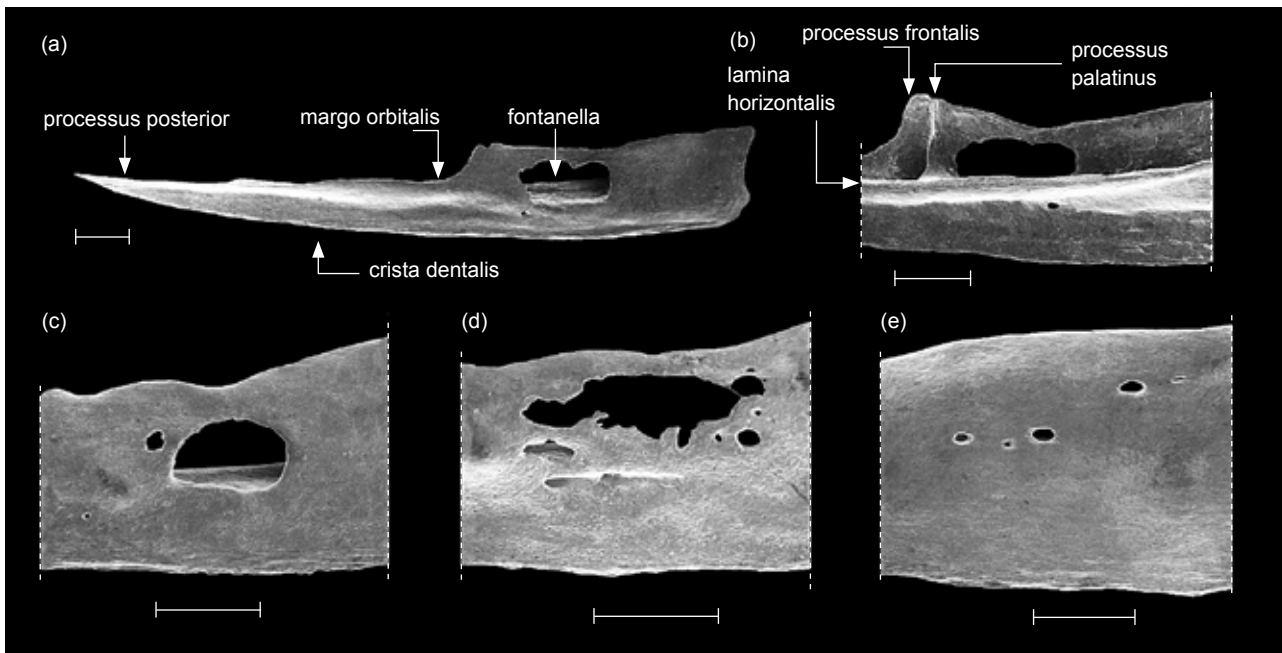 (a)
processus posterior
margo orbitalis
fontanella
crista dentalis
(b)
processus frontalis
processus
palatinus
lamina
horizontalis
(c)
(d)
(e)